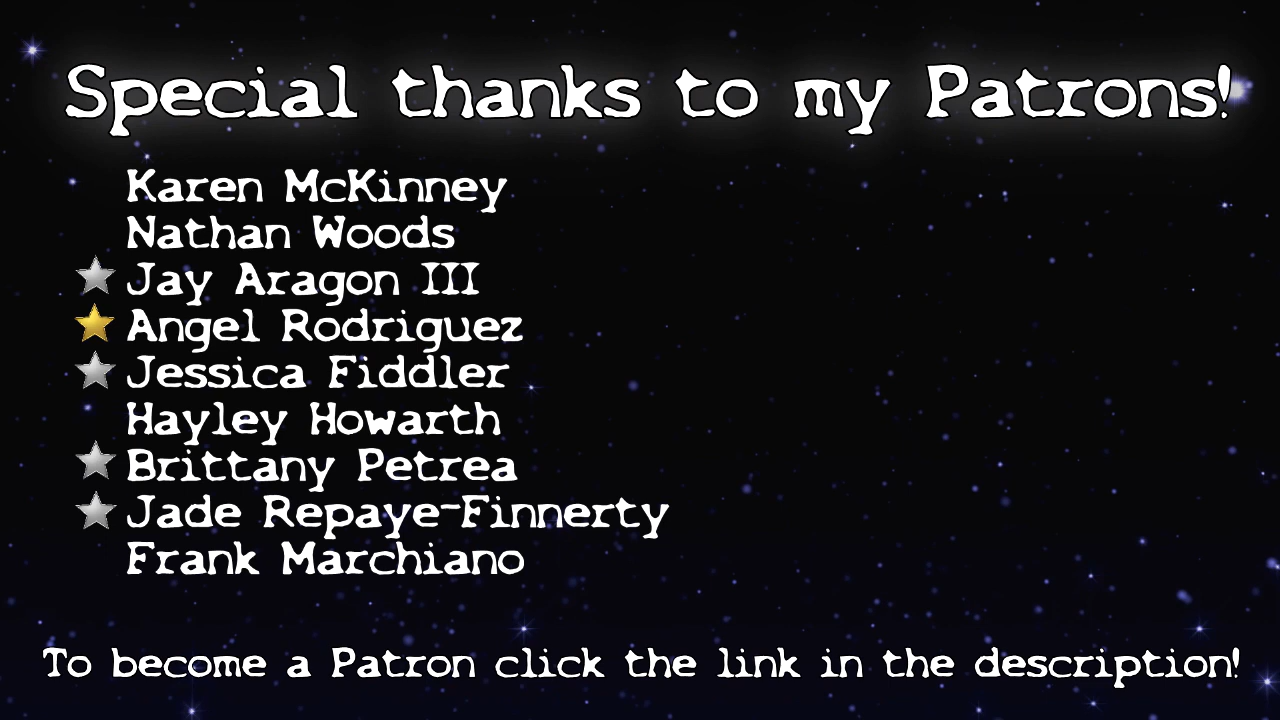 Special thanks to my Patrons!
Karen McKinney
Nathan Woods
Jay Aragon III
Angel Rodriguez
Jessica Fiddler
Hayley Howarth
Brittany Petrea
Jade Repaye-Finnerty
Frank Marchiano
To become a Patron click the link in the description!